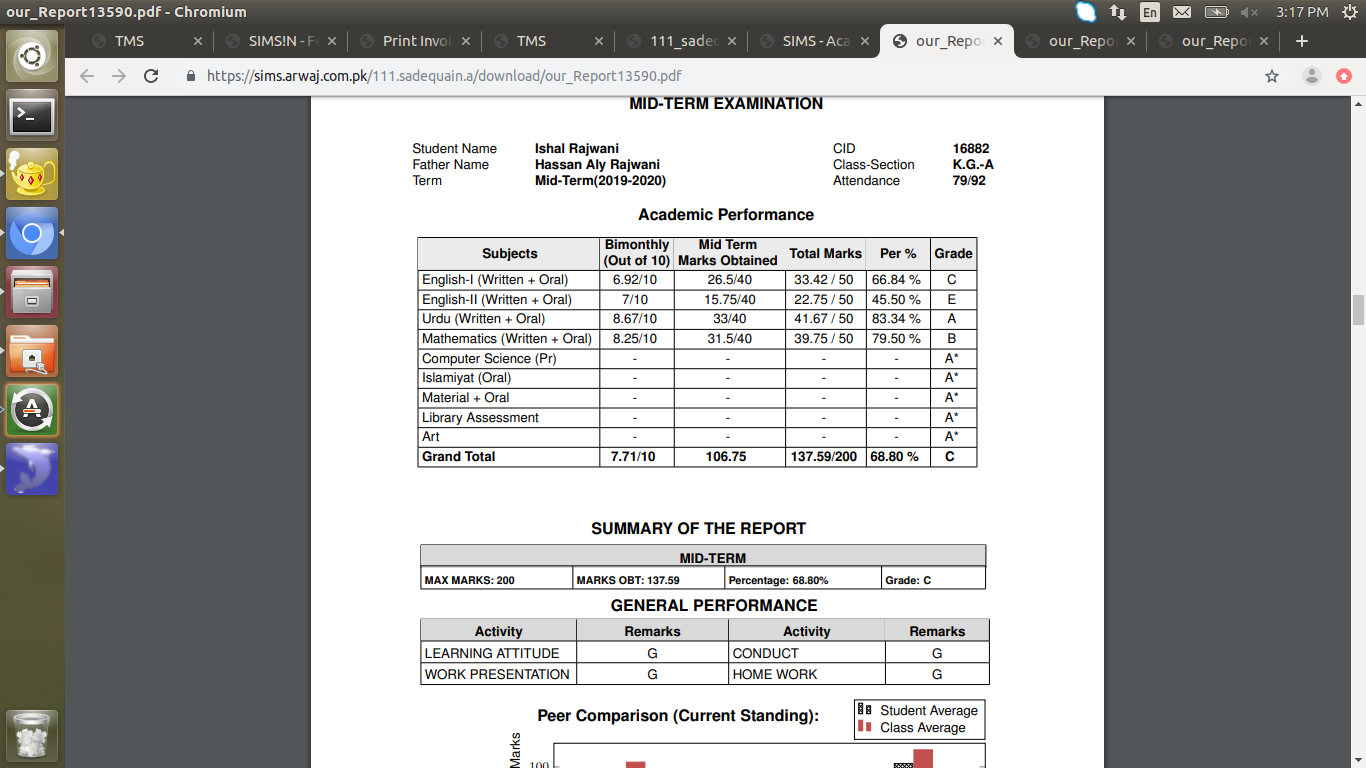 our_Report13590.pdf - Chromium
En
3:17 PM
TMS
SIMS!N - F
Print Invoi
TMS
111_sadec
SIMS - Aca
our_Repo
our_Repo
our_Repo
https://sims.arwaj.com.pk/111.sadequain.a/download/our_Report13590.pdf
MID-TERM EXAMINATION
Student Name Ishal Rajwani CID 16882
Father Name Hassan Aly Rajwani Class-Section K.G.-A
Term Mid-Term(2019-2020) Attendance 79/92
Academic Performance
Subjects Bimonthly (Out of 10) Mid Term Marks Obtained Total Marks Per % Grade
English-I (Written + Oral) 6.92/10 26.5/40 33.42 / 50 66.84 % C
English-II (Written + Oral) 7/10 15.75/40 22.75 / 50 45.50 % E
Urdu (Written + Oral) 8.67/10 33/40 41.67 / 50 83.34 % A
Mathematics (Written + Oral) 8.25/10 31.5/40 39.75 / 50 79.50 % B
Computer Science (Pr) - - - - A*
Islamiyat (Oral) - - - - A*
Material + Oral - - - - A*
Library Assessment - - - - A*
Art - - - - A*
Grand Total 7.71/10 106.75 137.59/200 68.80 % C
SUMMARY OF THE REPORT
MID-TERM
MAX MARKS: 200 MARKS OBT: 137.59 Percentage: 68.80% Grade: C
GENERAL PERFORMANCE
Activity Remarks Activity Remarks
LEARNING ATTITUDE G CONDUCT G
WORK PRESENTATION G HOME WORK G
Peer Comparison (Current Standing):
Student Average
Class Average
Marks
100